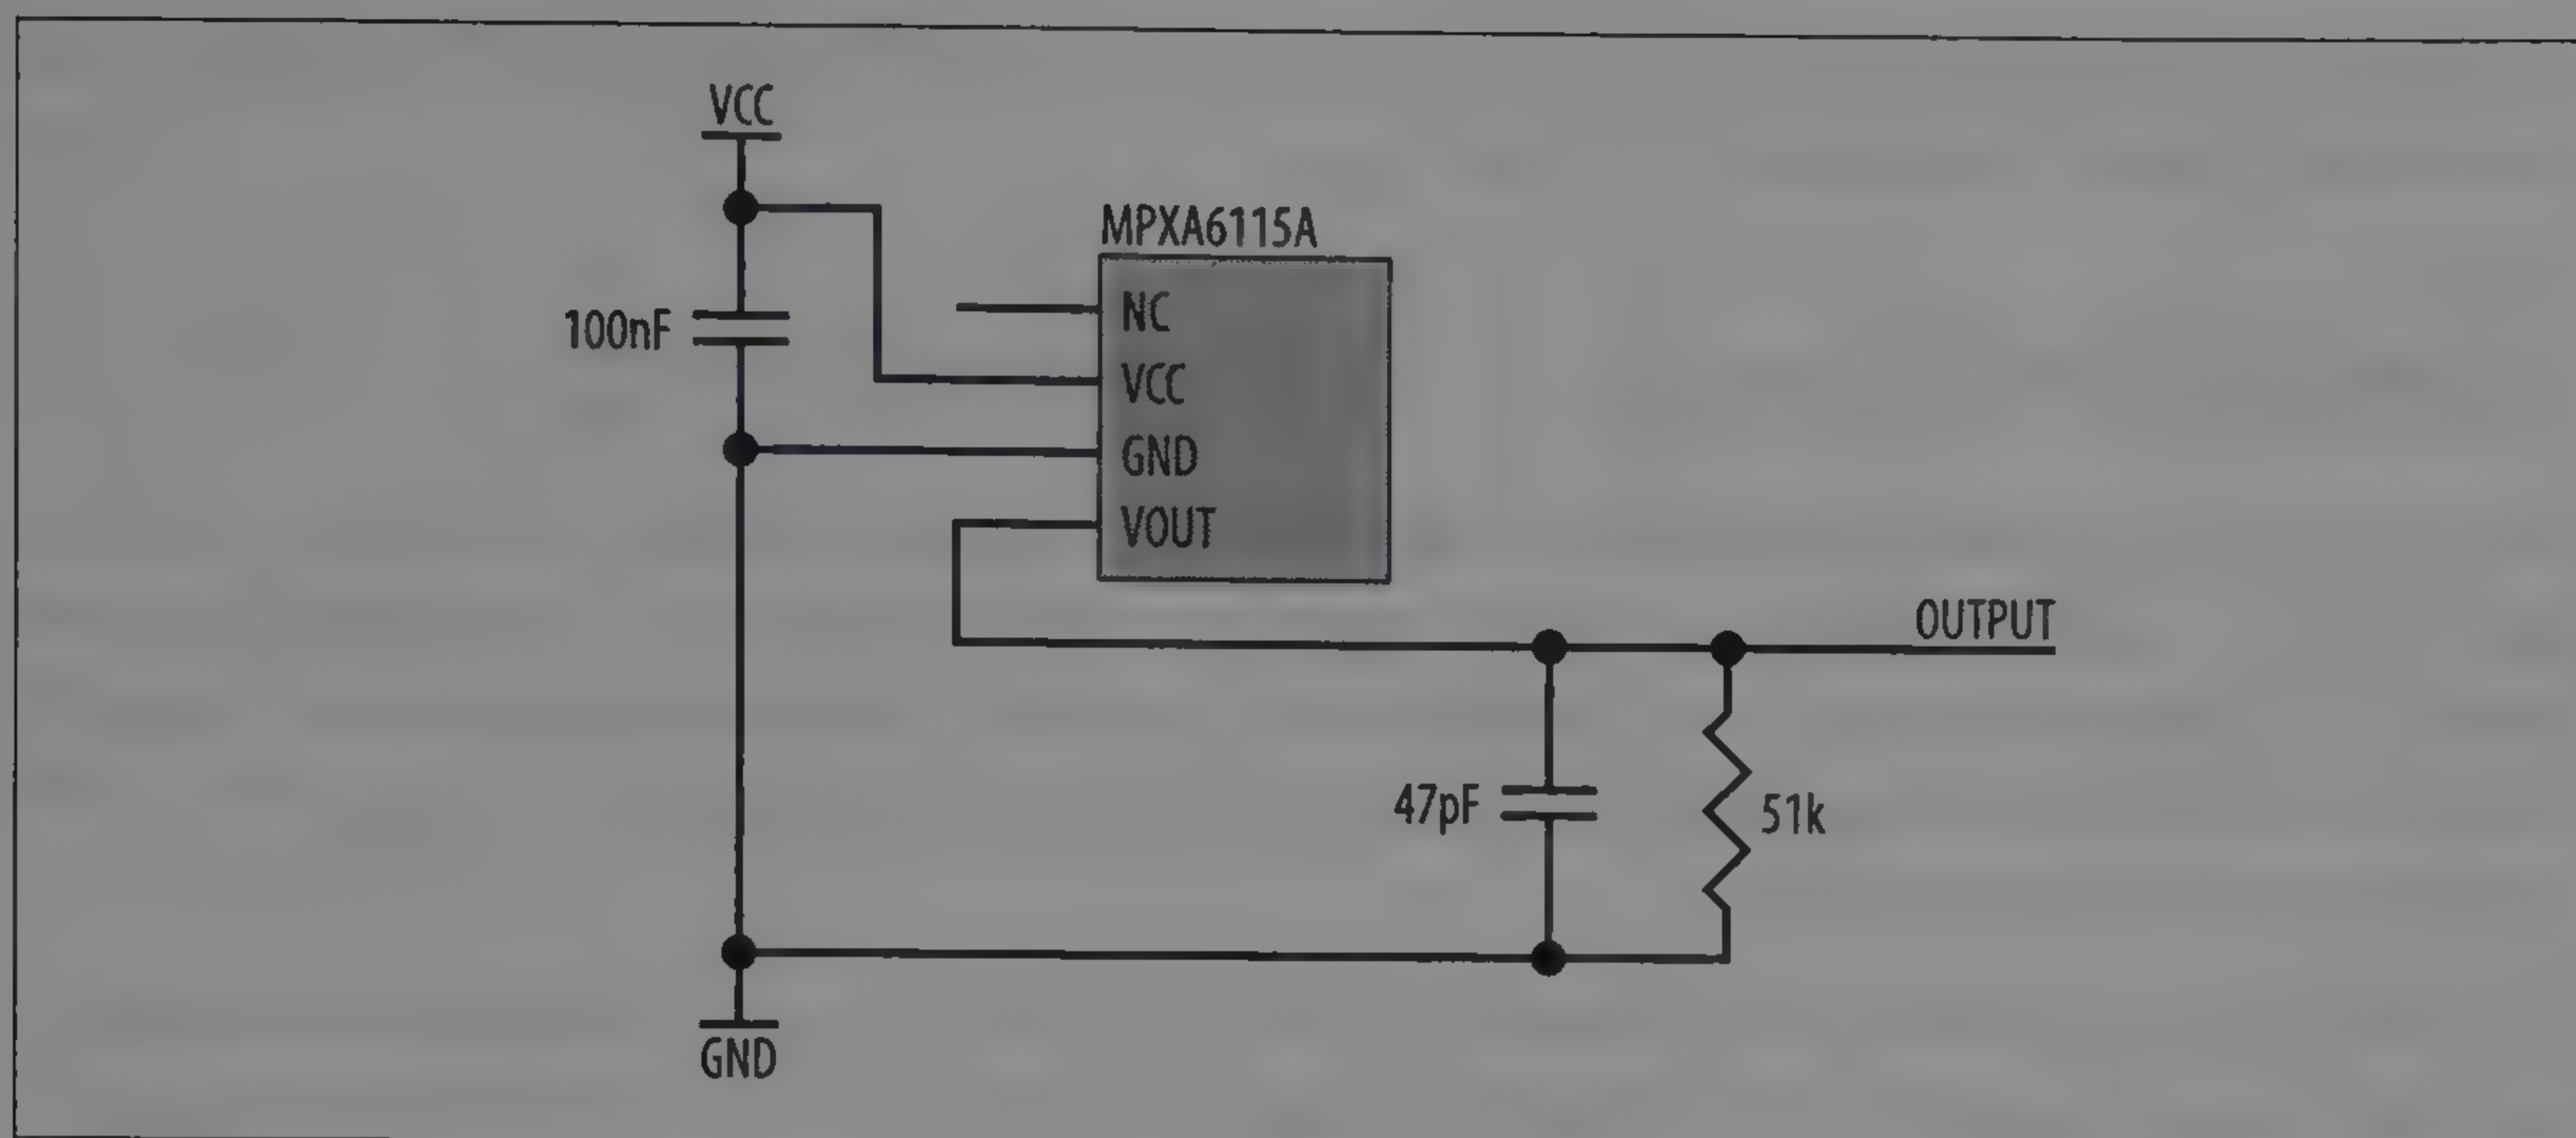 VCC
MPXA6115A
NC
100nF
VCC
GND
VOUT
OUTPUT
47pF
51k
GND